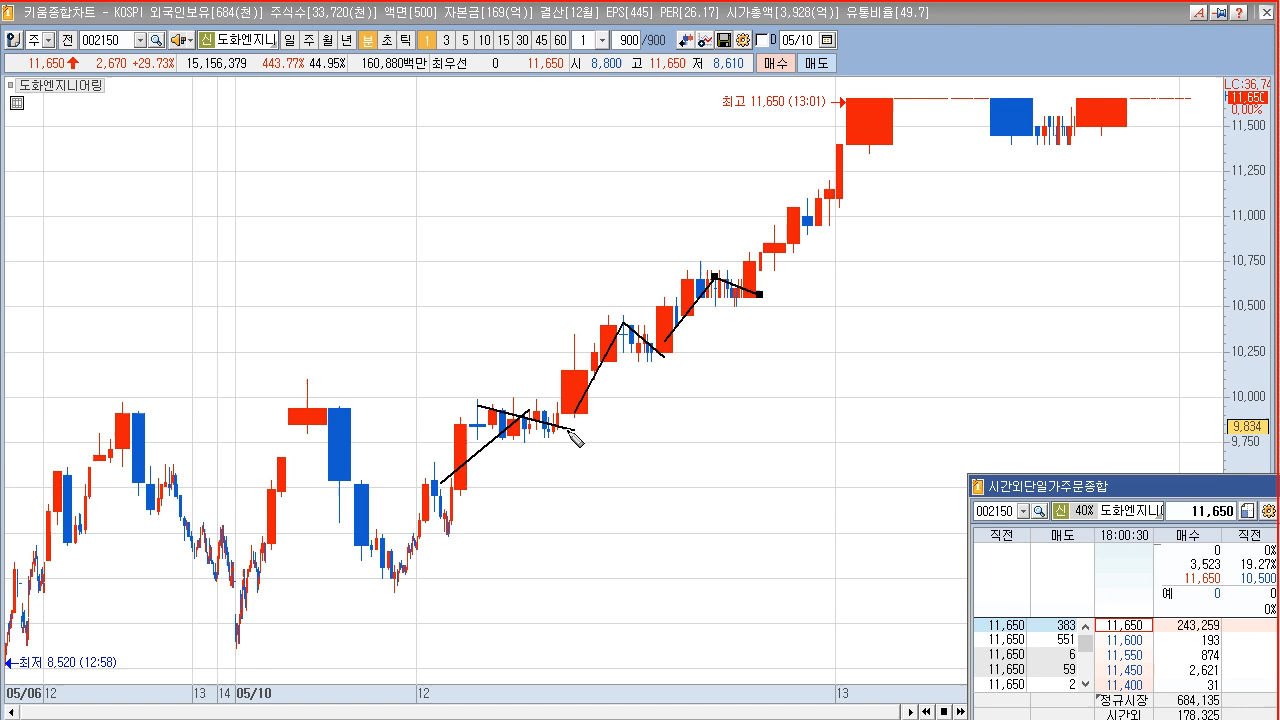 키움종합차트 - KOSPI 외국인보유[684(천)] 주식수[33,720(천)] 액면[500] 자본금[169(억)] 결산[12월] EPS[445] PER[26,17] 시가총액[3,928(억)] 유통비율[49.7]
주 전 002150 신 도화엔지니 일 주 월 년 분 초 틱 1 3 5 10 15 30 45 60 1 900 /900 D 05/10
11,650 2,670 +29.73% 15,156,379 443.77% 44.95% 160,880백만 최우선 0 11,650 시 8,800 고 11,650 저 8,610 매수 매도
도화엔지니어링
LC:36,74
최고 11,650 (13:01)
11,650
0.00%
11,500
11,250
11,000
10,750
10,500
10,250
10,000
9,834
9,750
최저 8,520 (12:58)
05/06 12 13 14 05/10 12 13
시간외단일가주문종합
002150 신 40% 도화엔지니 11,650
직전 매도 18:00:30 매수 직전
0 0%
3,523 19.27%
11,650 10,500
예 0 0
0%
11,650 383 11,650 243,259
11,650 551 11,600 193
11,650 6 11,550 874
11,650 59 11,450 2,621
11,650 2 11,400 31
정규시장 684,135
시간외 178,325